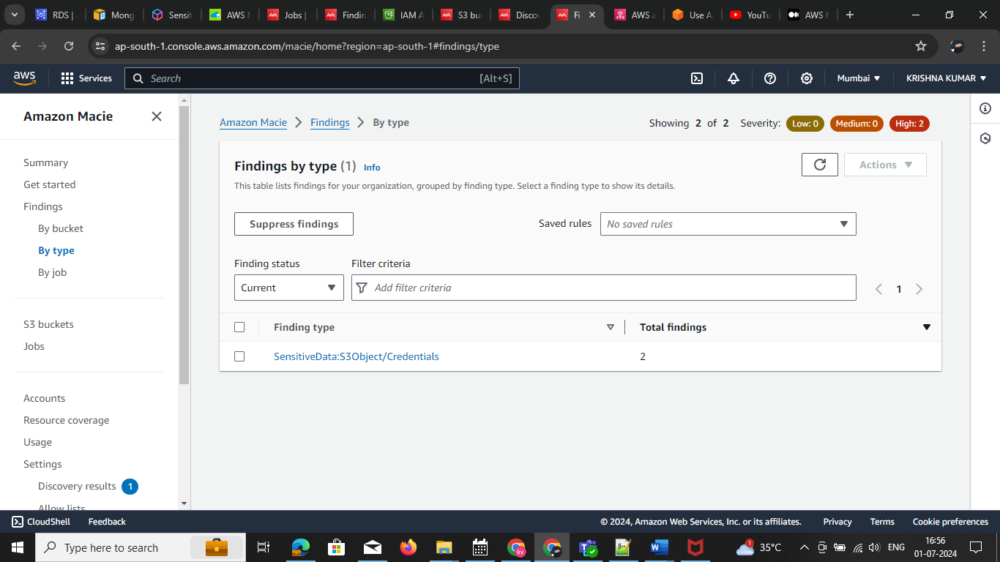 RDS |
Mong
Sensit
AWS M
Jobs |
Findin
IAM A
S3 bu
Disco
Fi
AWS a
Use A
YouTu
AWS M
ap-south-1.console.aws.amazon.com/macie/home?region=ap-south-1#findings/type
aws
Services
Search
[Alt+S]
Mumbai
KRISHNA KUMAR
Amazon Macie
Summary
Get started
Findings
By bucket
By type
By job
S3 buckets
Jobs
Accounts
Resource coverage
Usage
Settings
Discovery results 1
Allow lists
Amazon Macie
Findings
By type
Showing 2 of 2 Severity: Low: 0 Medium: 0 High: 2
Findings by type (1) Info
Actions
This table lists findings for your organization, grouped by finding type. Select a finding type to show its details.
Suppress findings
Saved rules
No saved rules
Finding status
Filter criteria
Current
Add filter criteria
1
Finding type
Total findings
SensitiveData:S3Object/Credentials
2
CloudShell
Feedback
© 2024, Amazon Web Services, Inc. or its affiliates.
Privacy
Terms
Cookie preferences
Type here to search
kv
1
35°C
ENG
16:56
01-07-2024